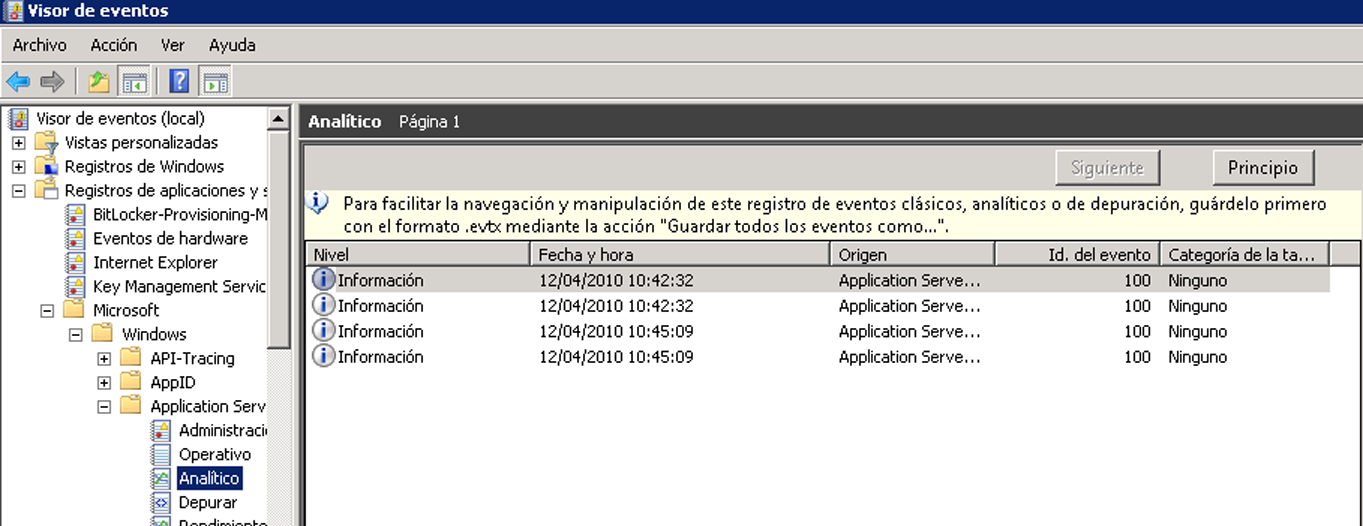 Visor de eventos
Archivo Acción Ver Ayuda
Visor de eventos (local)
Vistas personalizadas
Registros de Windows
Registros de aplicaciones y s
BitLocker-Provisioning-M
Eventos de hardware
Internet Explorer
Key Management Servic
Microsoft
Windows
API-Tracing
AppID
Application Serv
Administraci
Operativo
Analítico
Depurar
Rendimiento
Analítico Página 1
Siguiente Principio
Para facilitar la navegación y manipulación de este registro de eventos clásicos, analíticos o de depuración, guárdelo primero
con el formato .evtx mediante la acción "Guardar todos los eventos como...".
Nivel Fecha y hora Origen Id. del evento Categoría de la ta...
Información 12/04/2010 10:42:32 Application Serve... 100 Ninguno
Información 12/04/2010 10:42:32 Application Serve... 100 Ninguno
Información 12/04/2010 10:45:09 Application Serve... 100 Ninguno
Información 12/04/2010 10:45:09 Application Serve... 100 Ninguno